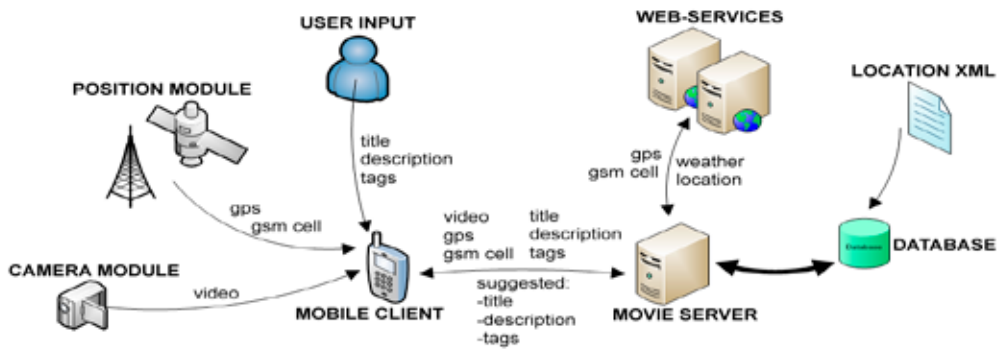 USER INPUT
WEB-SERVICES
LOCATION XML
POSITION MODULE
title
description
tags
gps
gsm cell
weather
location
gps
gsm cell
video
gps
gsm cell
title
description
tags
Database
DATABASE
CAMERA MODULE
video
MOBILE CLIENT
suggested:
-title
-description
-tags
MOVIE SERVER